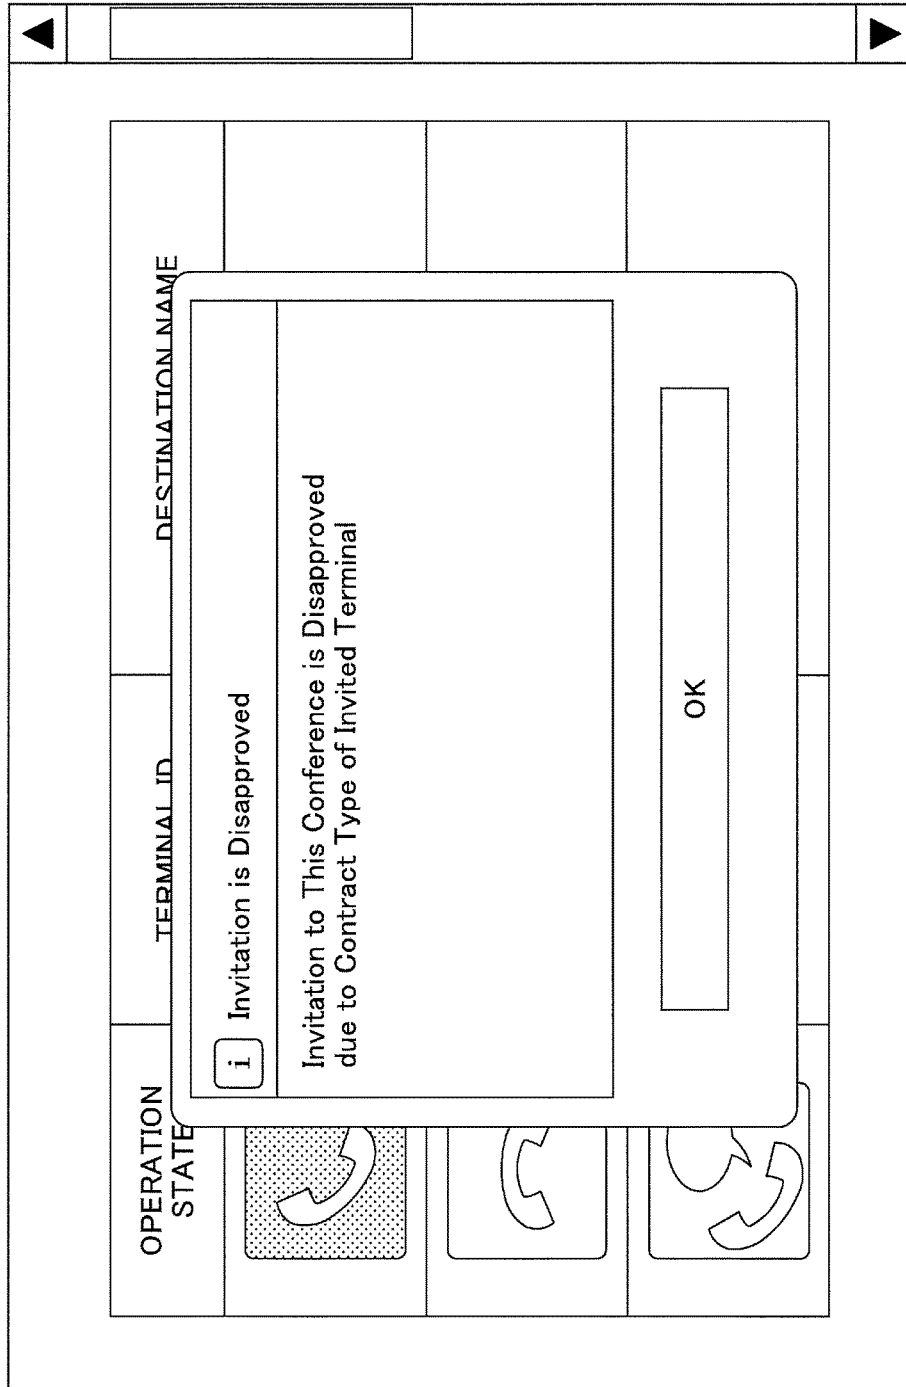 OPERATION
STATE
TERMINAL ID
DESTINATION NAME
i Invitation is Disapproved
Invitation to This Conference is Disapproved
due to Contract Type of Invited Terminal
OK